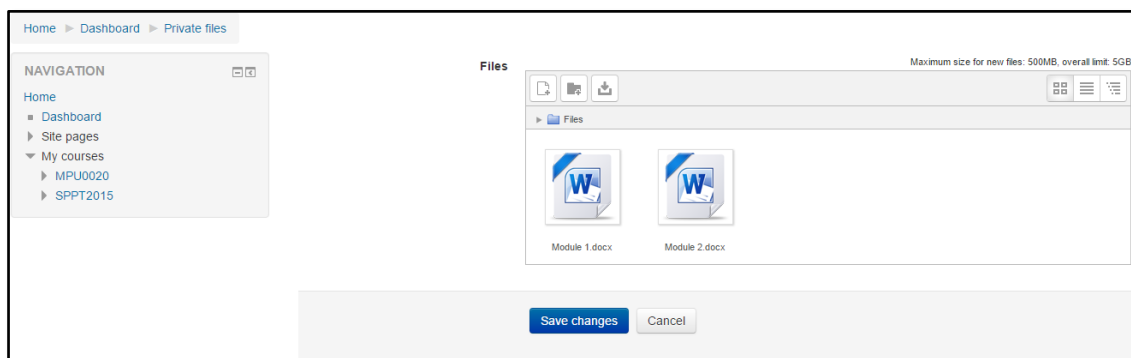 Home ▶ Dashboard ▶ Private files
NAVIGATION
Home
Dashboard
Site pages
My courses
MPU0020
SPPT2015
Files
Maximum size for new files: 500MB, overall limit: 5GB
Files
Module 1.docx
Module 2.docx
Save changes
Cancel